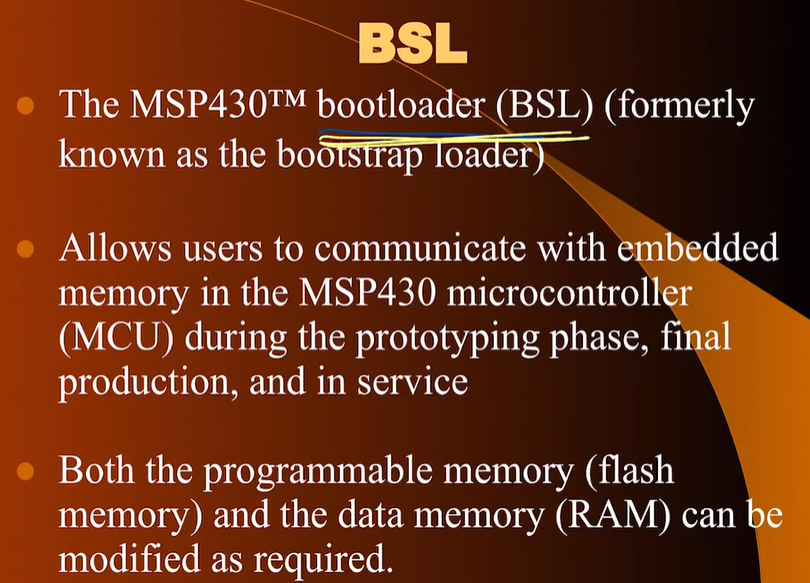 BSL
The MSP430™ bootloader (BSL) (formerly
known as the bootstrap loader)
Allows users to communicate with embedded
memory in the MSP430 microcontroller
(MCU) during the prototyping phase, final
production, and in service
Both the programmable memory (flash
memory) and the data memory (RAM) can be
modified as required.